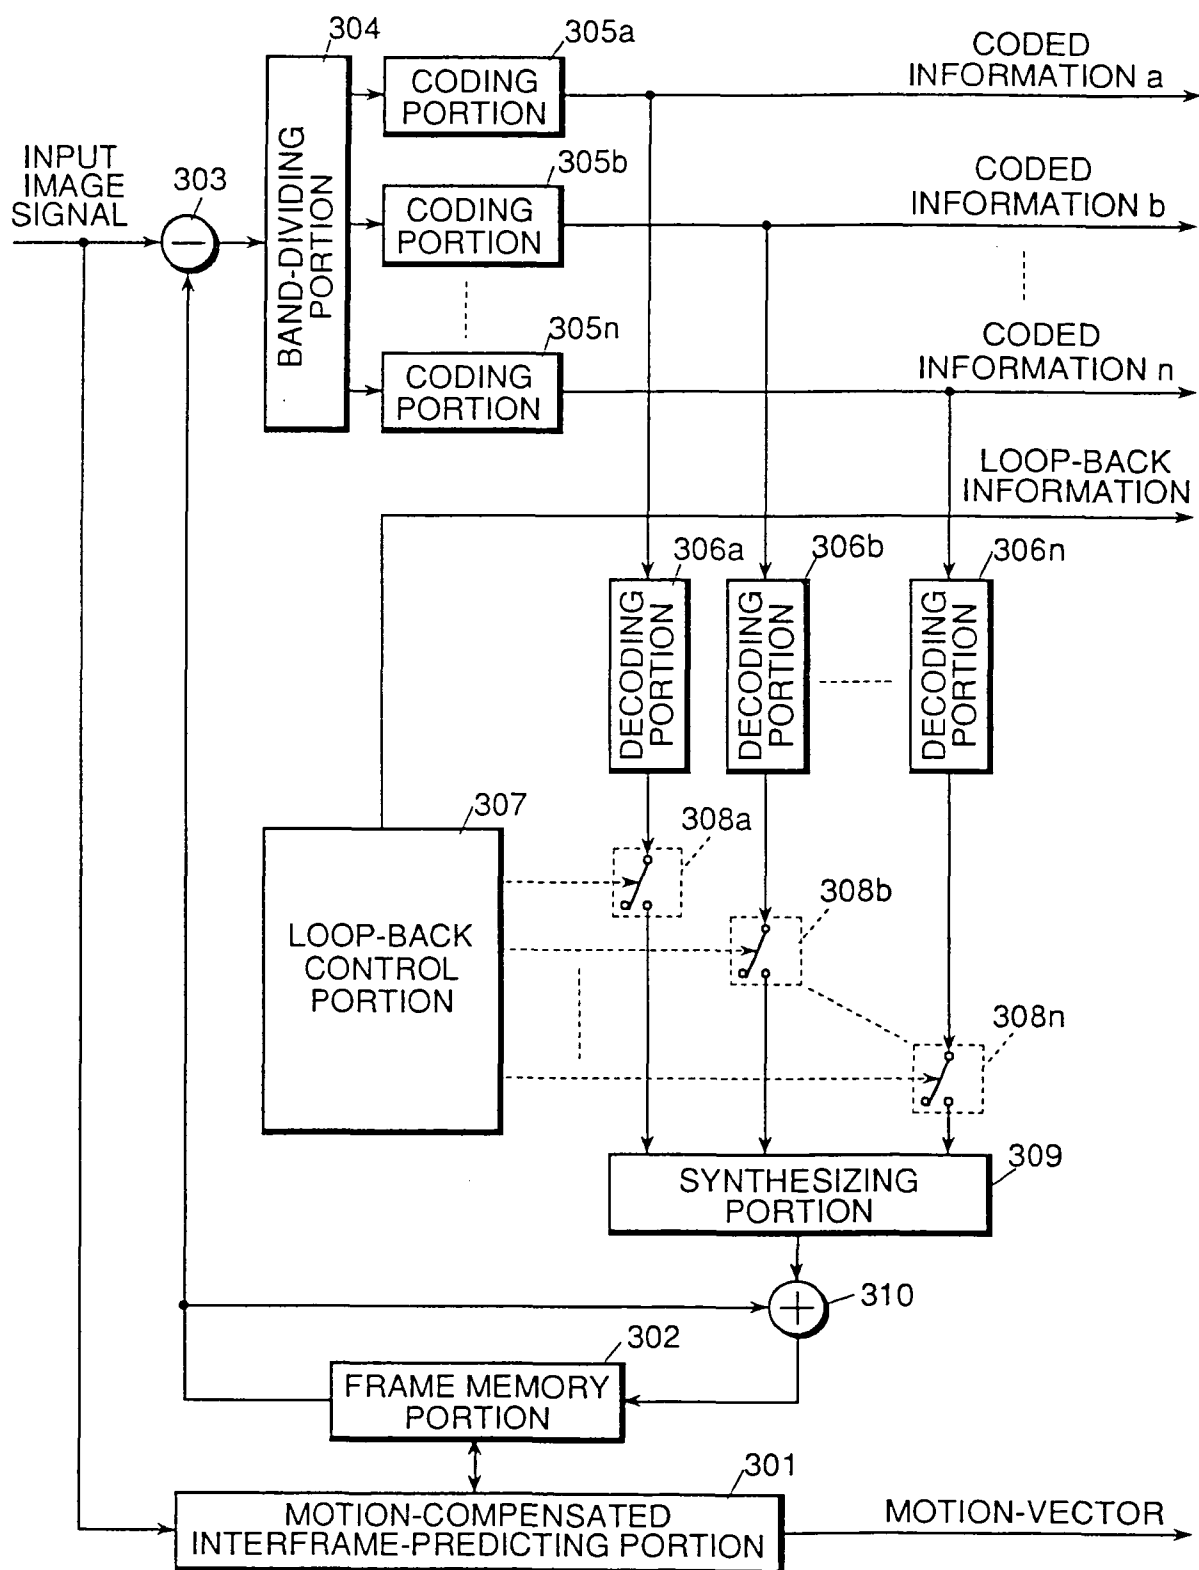 304
305a
CODING
PORTION
CODED
INFORMATION a
INPUT
IMAGE
SIGNAL
303
BAND-DIVIDING
PORTION
305b
CODING
PORTION
CODED
INFORMATION b
305n
CODING
PORTION
CODED
INFORMATION n
LOOP-BACK
INFORMATION
306a
306b
306n
DECODING
PORTION
DECODING
PORTION
DECODING
PORTION
307
308a
308b
308n
LOOP-BACK
CONTROL
PORTION
309
SYNTHESIZING
PORTION
310
302
FRAME MEMORY
PORTION
301
MOTION-COMPENSATED
INTERFRAME-PREDICTING PORTION
MOTION-VECTOR